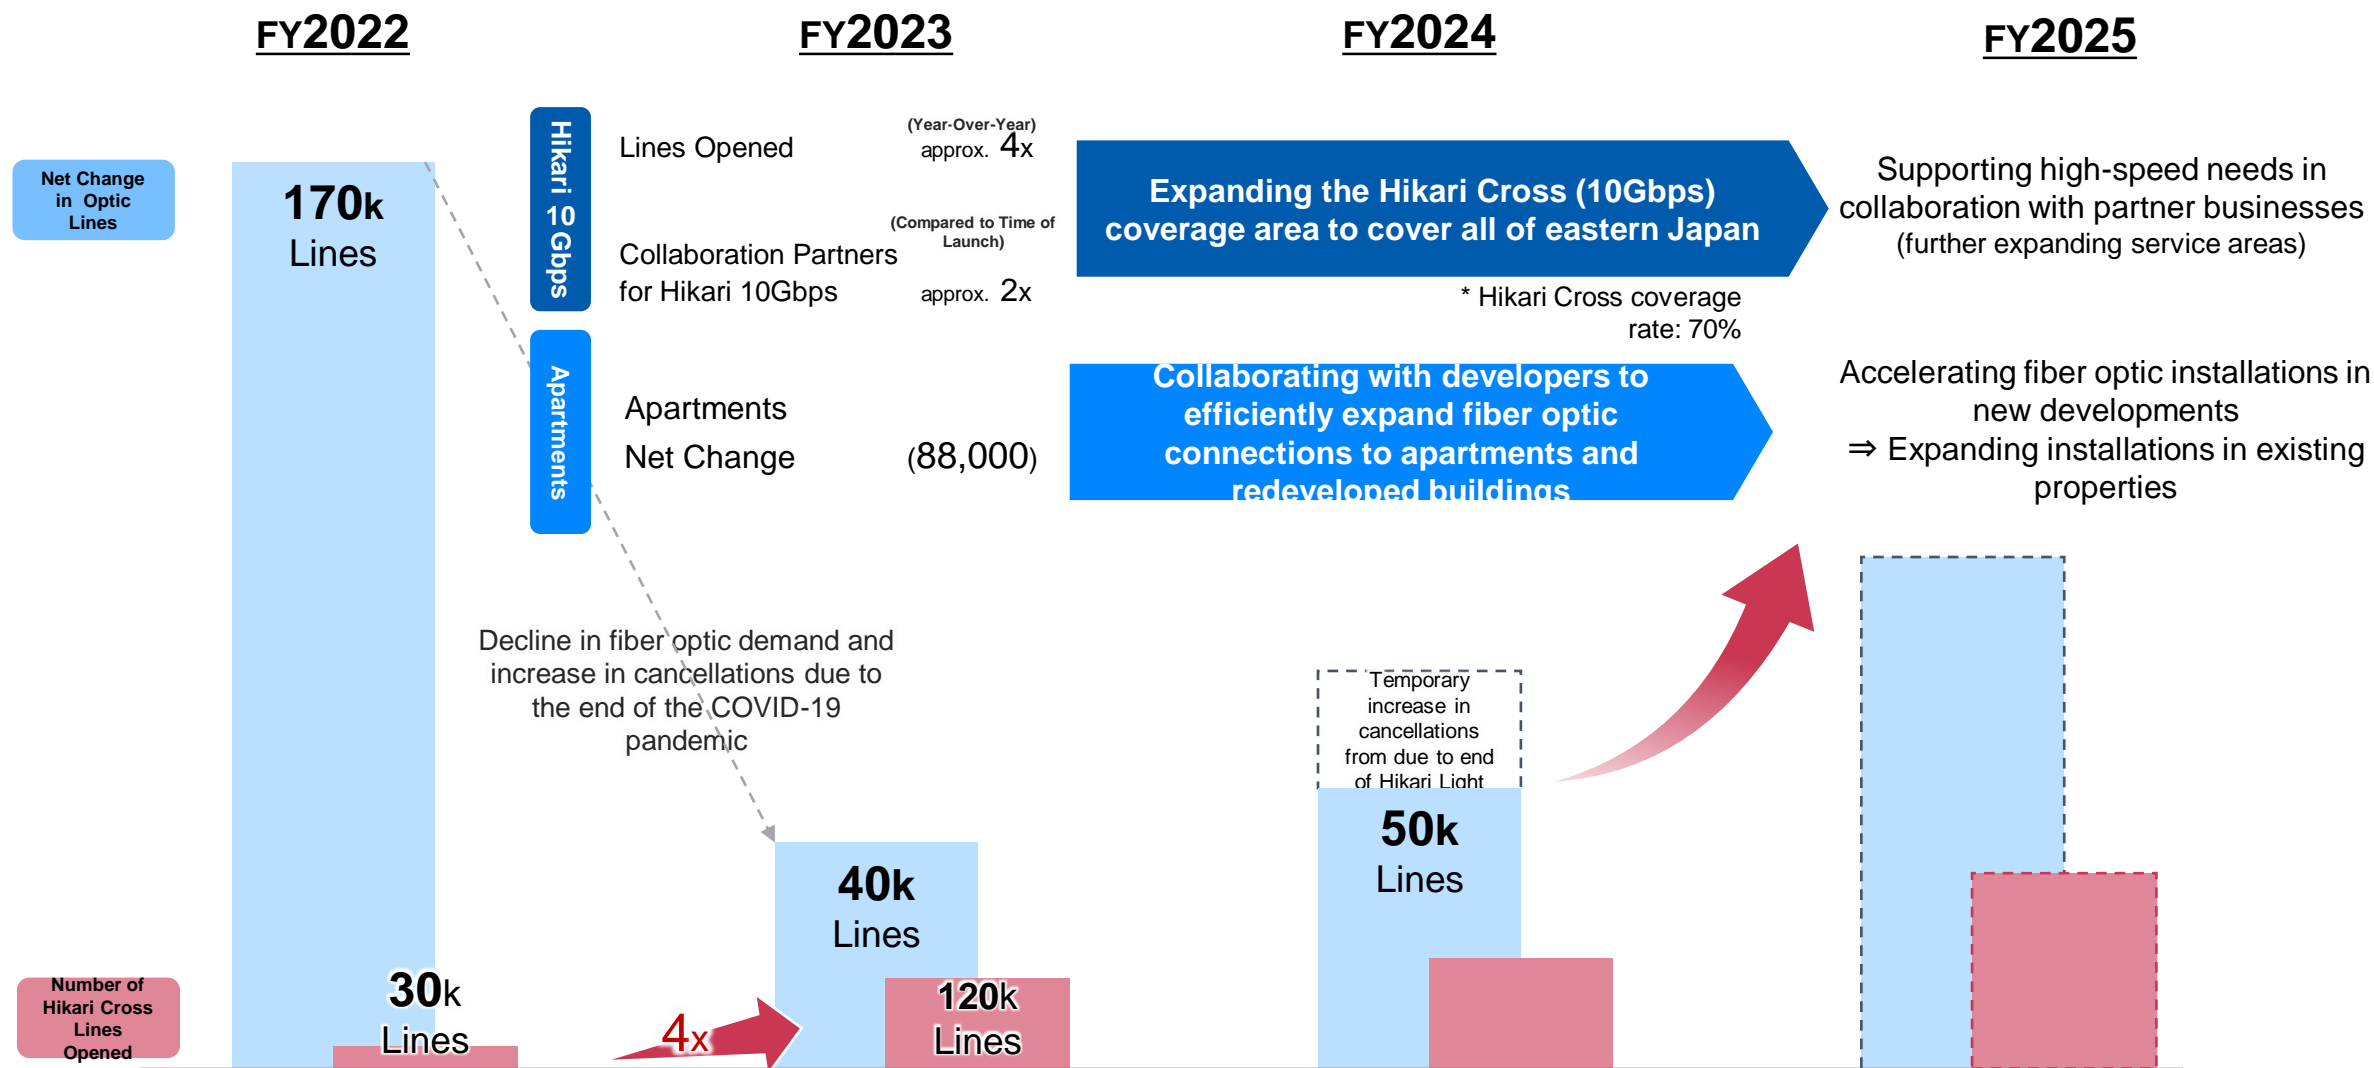 FY2022
FY2023
FY2024
FY2025
Net Change
in Optic
Lines
170k
Lines
Hikari 10 Gbps
Lines Opened
(Year-Over-Year)
approx. 4x
Collaboration Partners
for Hikari 10Gbps
(Compared to Time of
Launch)
approx. 2x
Expanding the Hikari Cross (10Gbps)
coverage area to cover all of eastern Japan
* Hikari Cross coverage
rate: 70%
Supporting high-speed needs in
collaboration with partner businesses
(further expanding service areas)
Apartments
Apartments
Net Change
(88,000)
Collaborating with developers to
efficiently expand fiber optic
connections to apartments and
redeveloped buildings
Accelerating fiber optic installations in
new developments
⇒ Expanding installations in existing
properties
Decline in fiber optic demand and
increase in cancellations due to
the end of the COVID-19
pandemic
Temporary
increase in
cancellations
from due to end
of Hikari Light
50k
Lines
40k
Lines
Number of
Hikari Cross
Lines
Opened
30k
Lines
4x
120k
Lines